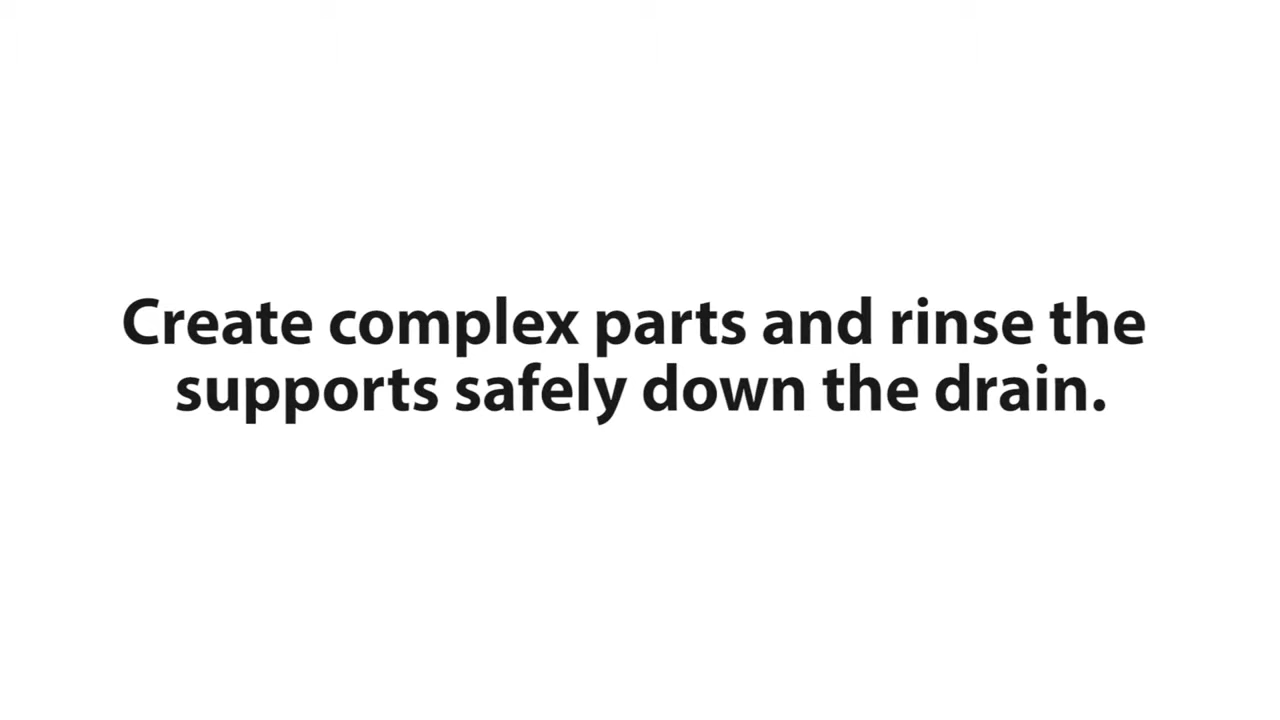 Create complex parts and rinse the
supports safely down the drain.